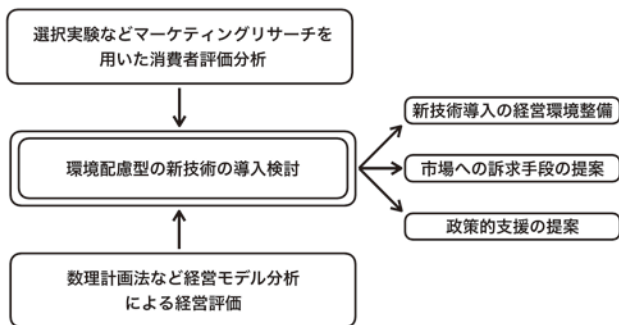 選択実験などマーケティングリサーチを
用いた消費者評価分析
環境配慮型の新技術の導入検討
数理計画法など経営モデル分析
による経営評価
新技術導入の経営環境整備
市場への訴求手段の提案
政策的支援の提案